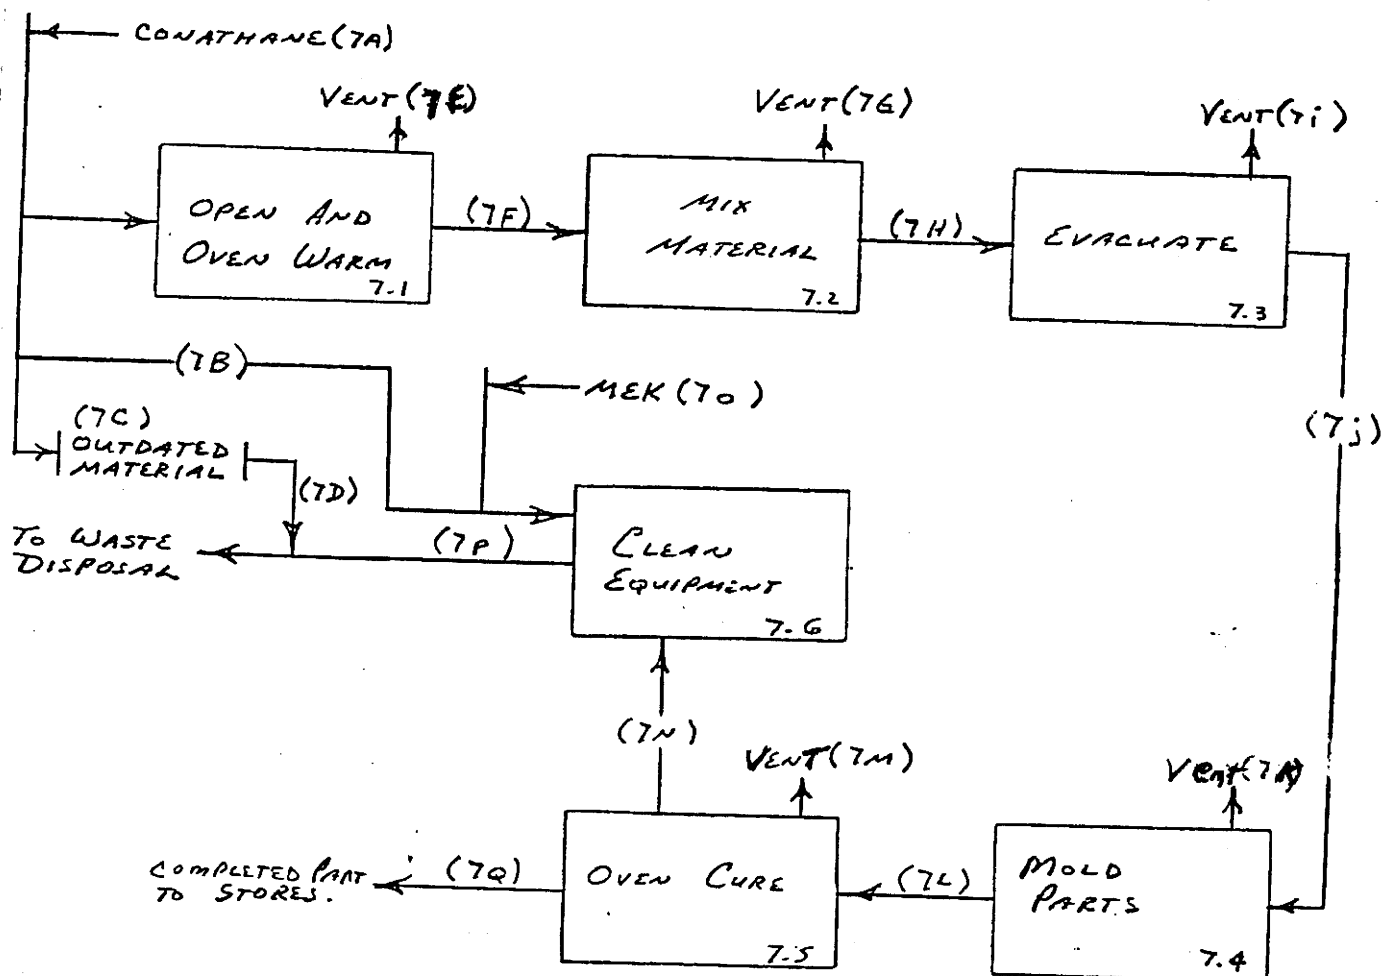 CONATHANE (7A)
VENT (7E)
VENT (7G)
VENT (7i)
OPEN AND
OVEN WARM
7.1
(7F)
MIX
MATERIAL
7.2
(7H)
EVACUATE
7.3
(7B)
MEK (7O)
(7C)
OUTDATED
MATERIAL
(7D)
(7j)
TO WASTE
DISPOSAL
(7P)
CLEAN
EQUIPMENT
7.6
(7N)
VENT (7M)
Vent (7K)
COMPLETED PART
TO STORES.
(7Q)
OVEN CURE
7.5
(7L)
MOLD
PARTS
7.4